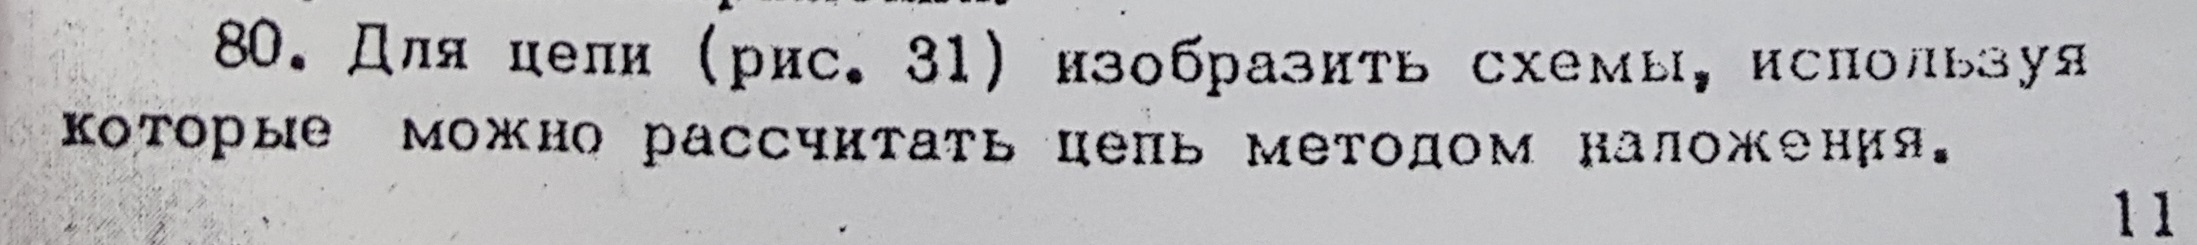 80. Для цепи (рис. 31) изобразить схемы, используя
которые можно рассчитать цепь методом наложения.
11